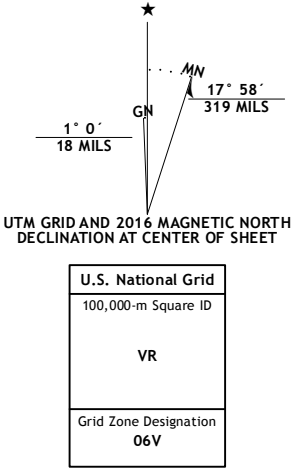 MN
17° 58´
319 MILS
GN
1° 0´
18 MILS
UTM GRID AND 2016 MAGNETIC NORTH
DECLINATION AT CENTER OF SHEET
U.S. National Grid
100,000-m Square ID
VR
Grid Zone Designation
06V